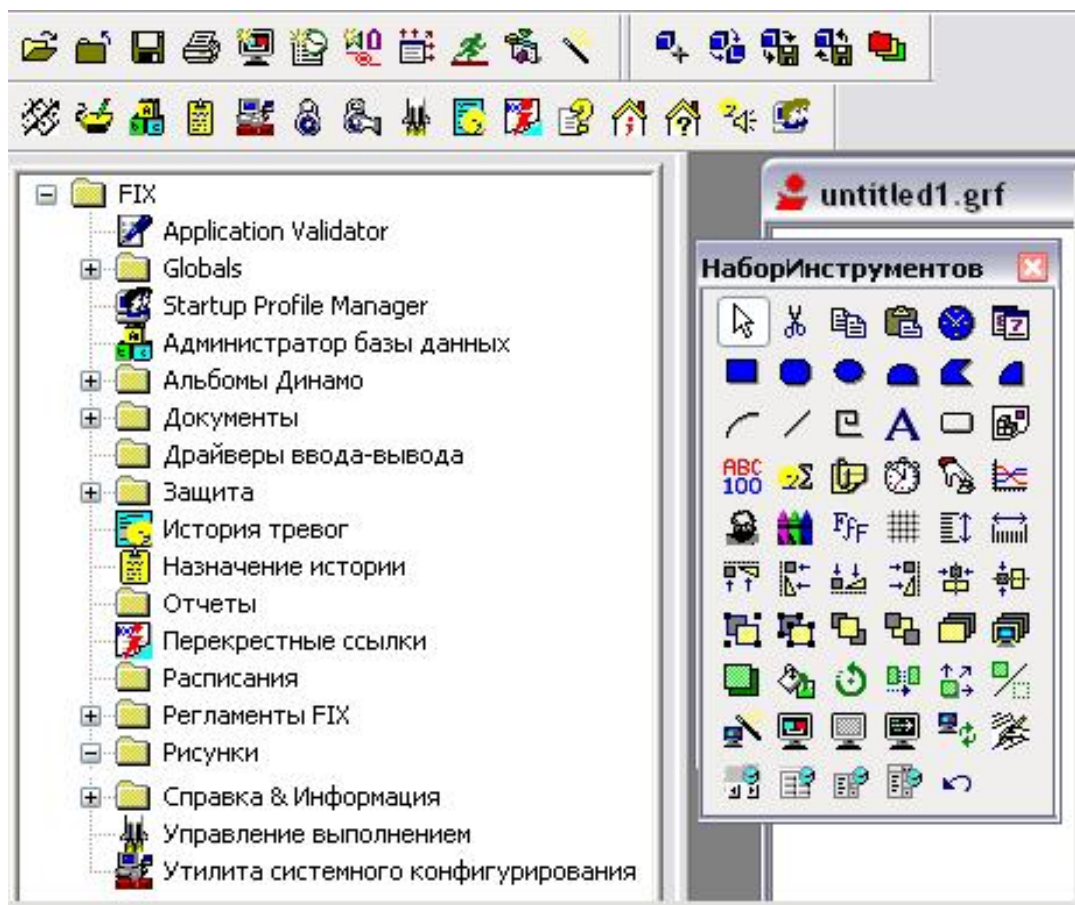 FIX
Application Validator
Globals
Startup Profile Manager
Администратор базы данных
Альбомы Динамо
Документы
Драйверы ввода-вывода
Защита
История тревог
Назначение истории
Отчеты
Перекрестные ссылки
Расписания
Регламенты FIX
Рисунки
Справка & Информация
Управление выполнением
Утилита системного конфигурирования
untitled1.grf
НаборИнструментов
A
ABC
100